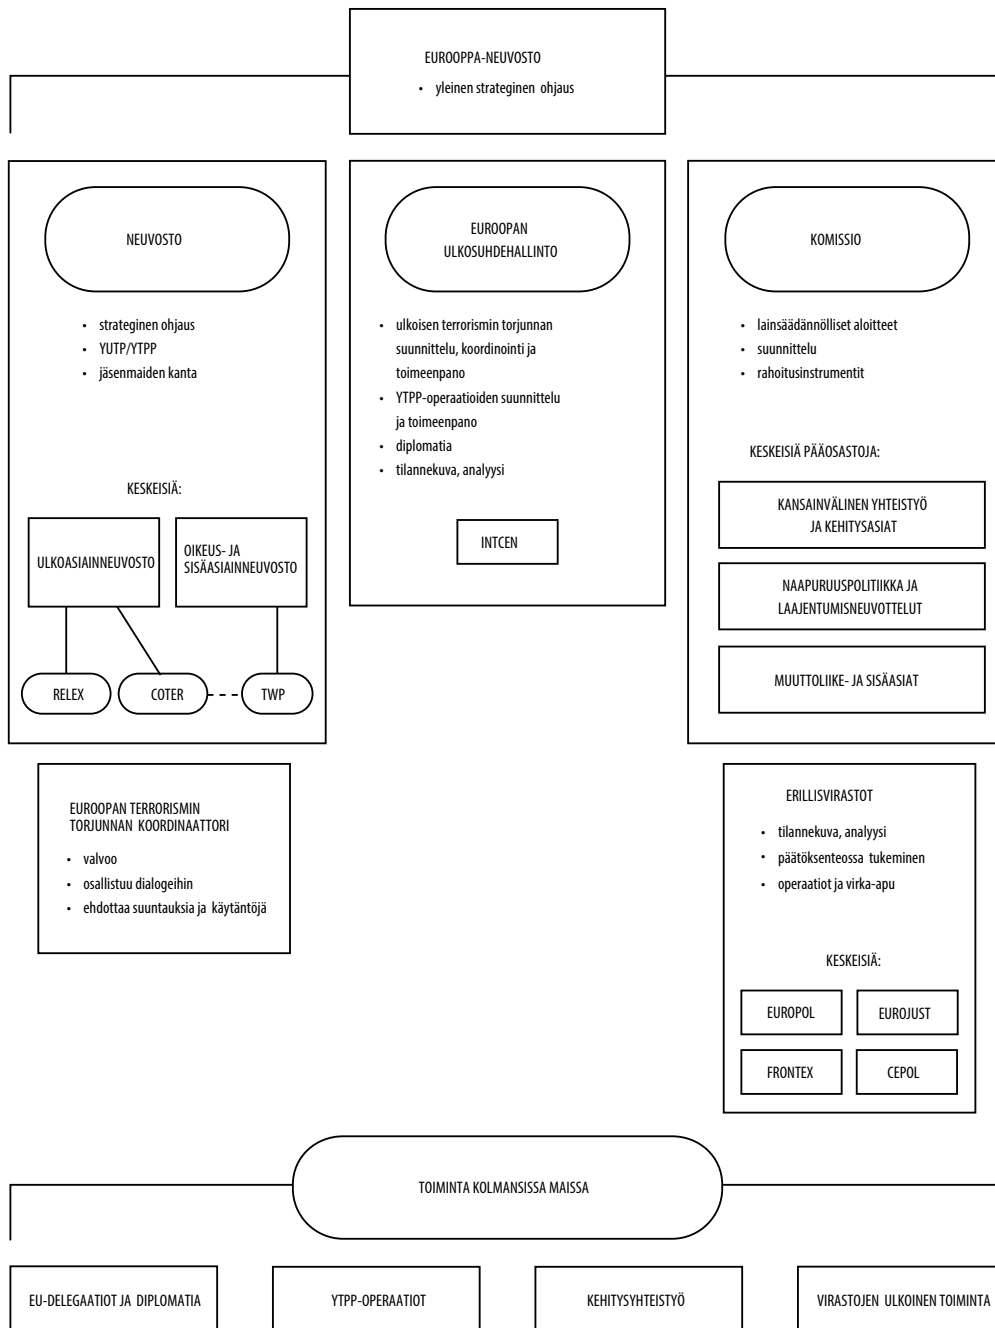 EUROOPPA-NEUVOSTO
• yleinen strateginen ohjaus
NEUVOSTO
• strateginen ohjaus
• YUTP/YTPP
• jäsenmaiden kanta
KESKEISIÄ:
ULKOASIAINNEUVOSTO
OIKEUS- JA
SISÄASIAINNEUVOSTO
RELEX
COTER
TWP
EUROOPAN
ULKOSUHDEHALLINTO
• ulkoisen terrorismin torjunnan
suunnittelu, koordinointi ja
toimeenpano
• YTPP-operaatioiden suunnittelu
ja toimeenpano
• diplomatia
• tilannekuva, analyysi
INTCEN
KOMISSIO
• lainsäädännölliset aloitteet
• suunnittelu
• rahoitusinstrumentit
KESKEISIÄ PÄÄOSASTOJA:
KANSAINVÄLINEN YHTEISTYÖ
JA KEHITYSASIAT
NAAPURUUSPOLITIIKKA JA
LAAJENTUMISNEUVOTTELUT
MUUTTOLIIKE- JA SISÄASIAT
EUROOPAN TERRORISMIN
TORJUNNAN KOORDINAATTORI
• valvoo
• osallistuu dialogeihin
• ehdottaa suuntauksia ja käytäntöjä
ERILLISVIRASTOT
• tilannekuva, analyysi
• päätöksenteossa tukeminen
• operaatiot ja virka-apu
KESKEISIÄ:
EUROPOL
EUROJUST
FRONTEX
CEPOL
TOIMINTA KOLMANSISSA MAISSA
EU-DELEGAATIOT JA DIPLOMATIA
YTPP-OPERAATIOT
KEHITYSYHTEISTYÖ
VIRASTOJEN ULKOINEN TOIMINTA